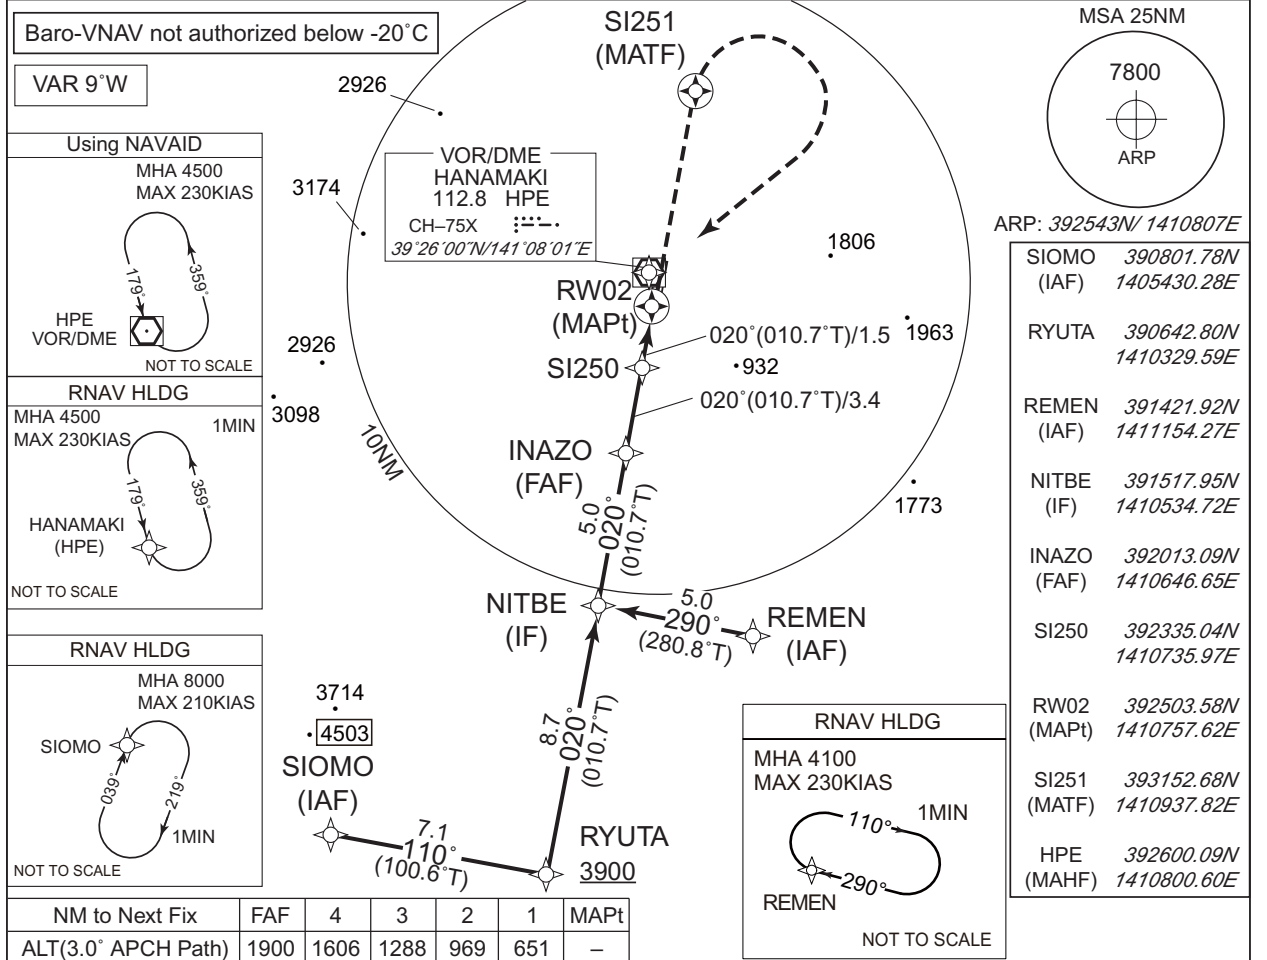 Baro-VNAV not authorized below -20˚C
VAR 9˚W
Using NAVAID
MHA 4500
MAX 230KIAS
179˚
359˚
HPE
VOR/DME
NOT TO SCALE
RNAV HLDG
MHA 4500
MAX 230KIAS
1MIN
179˚
359˚
HANAMAKI
(HPE)
NOT TO SCALE
RNAV HLDG
MHA 8000
MAX 210KIAS
SIOMO
039˚
219˚
1MIN
NOT TO SCALE
SI251
(MATF)
2926
3174
VOR/DME
HANAMAKI
112.8 HPE
CH–75X
39˚26´00˝N/141˚08´01˝E
1806
RW02
(MAPt)
020˚(010.7˚T)/1.5
1963
2926
SI250
932
020˚(010.7˚T)/3.4
3098
10NM
INAZO
(FAF)
1773
5.0
020˚
(010.7˚T)
NITBE
(IF)
5.0
290˚
(280.8˚T)
REMEN
(IAF)
8.7
020˚
(010.7˚T)
3714
4503
SIOMO
(IAF)
7.1
110˚
(100.6˚T)
RYUTA
3900
RNAV HLDG
MHA 4100
MAX 230KIAS
1MIN
110°
290°
REMEN
NOT TO SCALE
MSA 25NM
7800
ARP
ARP: 392543N/ 1410807E
SIOMO 390801.78N
(IAF) 1405430.28E
RYUTA 390642.80N
1410329.59E
REMEN 391421.92N
(IAF) 1411154.27E
NITBE 391517.95N
(IF) 1410534.72E
INAZO 392013.09N
(FAF) 1410646.65E
SI250 392335.04N
1410735.97E
RW02 392503.58N
(MAPt) 1410757.62E
SI251 393152.68N
(MATF) 1410937.82E
HPE 392600.09N
(MAHF) 1410800.60E
NM to Next Fix FAF 4 3 2 1 MAPt
ALT(3.0˚ APCH Path) 1900 1606 1288 969 651 –